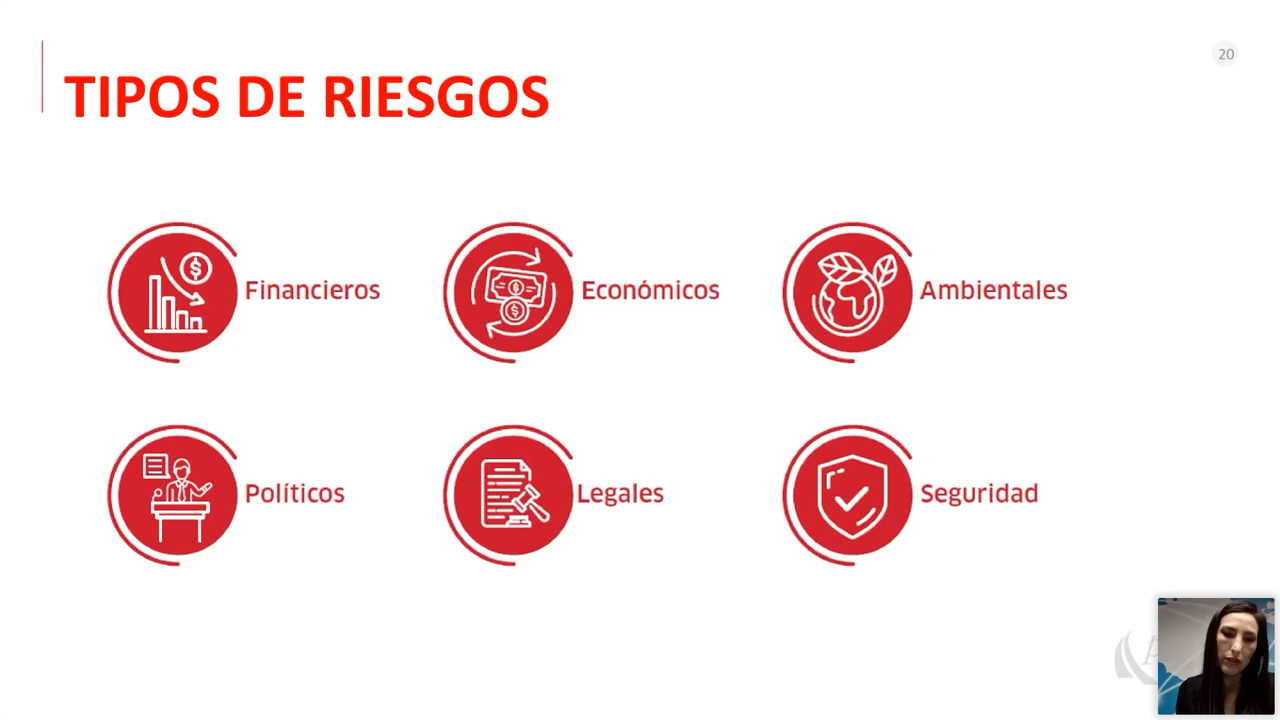 20
TIPOS DE RIESGOS
Financieros
Económicos
Ambientales
Políticos
Legales
Seguridad